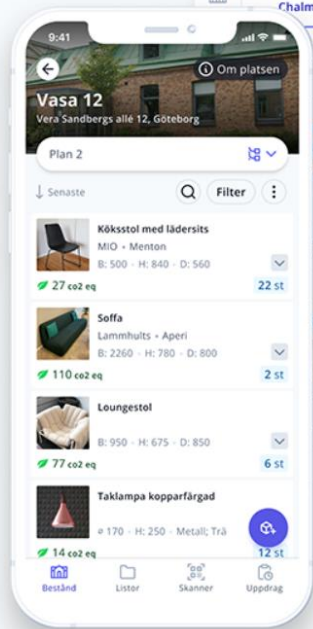 Chalm
9:41
Om platsen
Vasa 12
Vera Sandbergs allé 12, Göteborg
Plan 2
Senaste
Filter
Köksstol med lädersits
MIO • Menton
B: 500 · H: 840 · D: 560
27 co2 eq
22 st
Soffa
Lammhults • Aperi
B: 2260 · H: 780 · D: 800
110 co2 eq
2 st
Loungestol
B: 950 · H: 675 · D: 850
77 co2 eq
6 st
Taklampa kopparfärgad
⌀ 170 · H: 250 · Metall; Trä
14 co2 eq
12 st
Bestånd
Listor
Skanner
Uppdrag